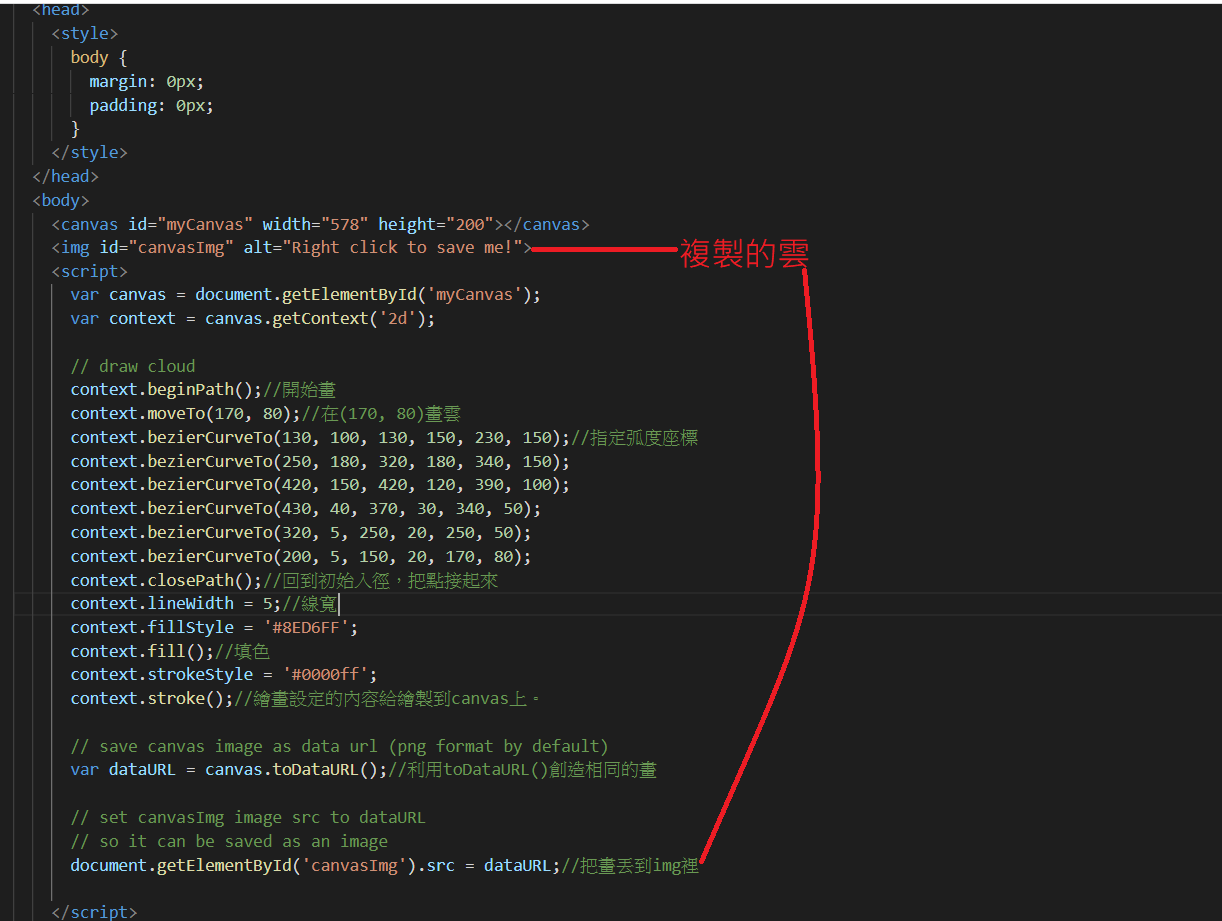 <head>
<style>
body {
margin: 0px;
padding: 0px;
}
</style>
</head>
<body>
<canvas id="myCanvas" width="578" height="200"></canvas>
<img id="canvasImg" alt="Right click to save me!">
複製的雲
<script>
var canvas = document.getElementById('myCanvas');
var context = canvas.getContext('2d');
// draw cloud
context.beginPath();//開始畫
context.moveTo(170, 80);//在(170, 80)畫雲
context.bezierCurveTo(130, 100, 130, 150, 230, 150);//指定弧度座標
context.bezierCurveTo(250, 180, 320, 180, 340, 150);
context.bezierCurveTo(420, 150, 420, 120, 390, 100);
context.bezierCurveTo(430, 40, 370, 30, 340, 50);
context.bezierCurveTo(320, 5, 250, 20, 250, 50);
context.bezierCurveTo(200, 5, 150, 20, 170, 80);
context.closePath();//回到初始入徑，把點接起來
context.lineWidth = 5;//線寬
context.fillStyle = '#8ED6FF';
context.fill();//填色
context.strokeStyle = '#0000ff';
context.stroke();//繪畫設定的內容給繪製到canvas上。
// save canvas image as data url (png format by default)
var dataURL = canvas.toDataURL();//利用toDataURL()創造相同的畫
// set canvasImg image src to dataURL
// so it can be saved as an image
document.getElementById('canvasImg').src = dataURL;//把畫丟到img裡
</script>